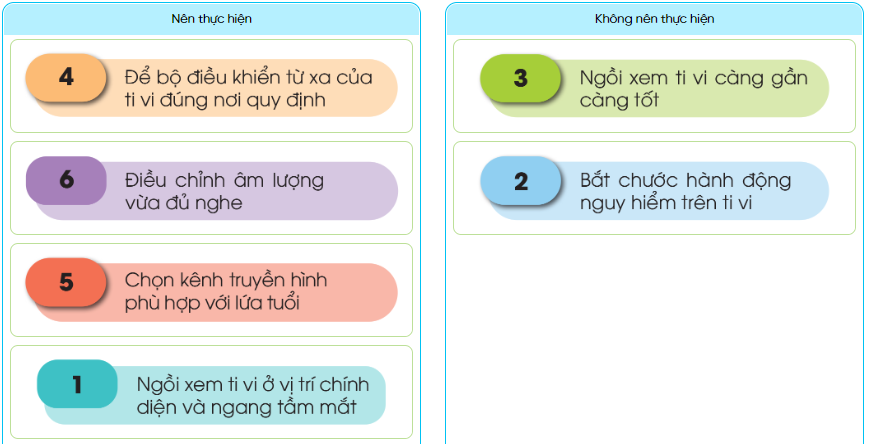 Nên thực hiện
4
Để bộ điều khiển từ xa của
ti vi đúng nơi quy định
6
Điều chỉnh âm lượng
vừa đủ nghe
5
Chọn kênh truyền hình
phù hợp với lứa tuổi
1
Ngồi xem ti vi ở vị trí chính
diện và ngang tầm mắt
Không nên thực hiện
3
Ngồi xem ti vi càng gần
càng tốt
2
Bắt chước hành động
nguy hiểm trên ti vi